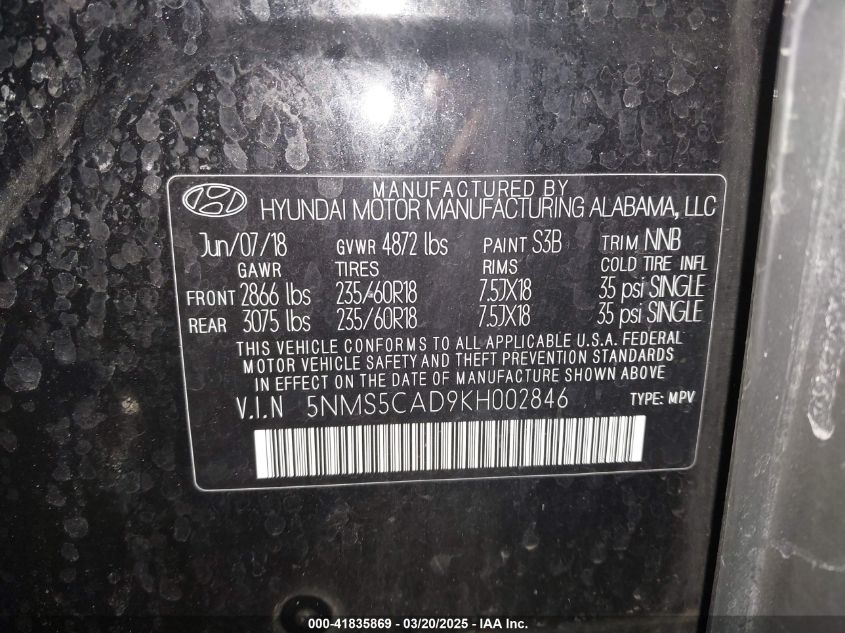 MANUFACTURED BY
HYUNDAI MOTOR MANUFACTURING ALABAMA, LLC
Jun/07/18 GVWR 4872 lbs PAINT S3B TRIM NNB
GAWR TIRES RIMS COLD TIRE INFL
FRONT 2866 lbs 235/60R18 7.5JX18 35 psi SINGLE
REAR 3075 lbs 235/60R18 7.5JX18 35 psi SINGLE
THIS VEHICLE CONFORMS TO ALL APPLICABLE U.S.A. FEDERAL
MOTOR VEHICLE SAFETY AND THEFT PREVENTION STANDARDS
IN EFFECT ON THE DATE OF MANUFACTURE SHOWN ABOVE
V.I.N 5NMS5CAD9KH002846 TYPE: MPV
000-41835869 - 03/20/2025 - IAA Inc.